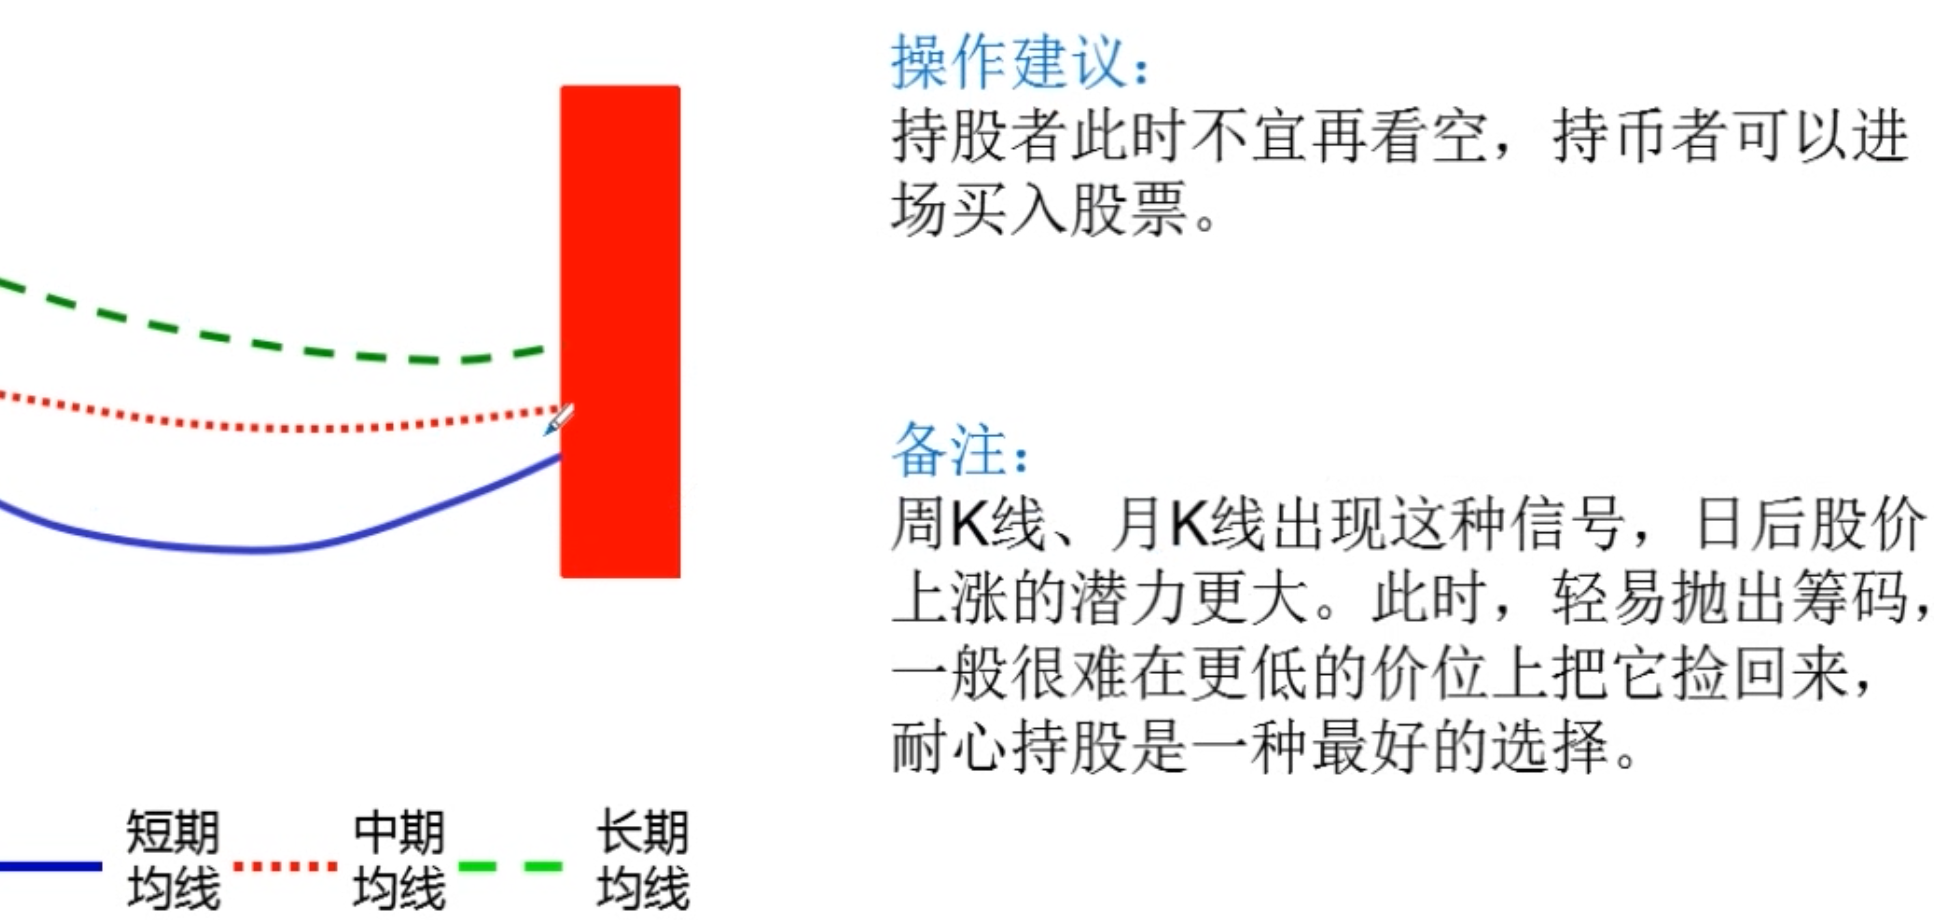 操作建议：
持股者此时不宜再看空，持币者可以进
场买入股票。
备注：
周K线、月K线出现这种信号，日后股价
上涨的潜力更大。此时，轻易抛出筹码，
一般很难在更低的价位上把它捡回来，
耐心持股是一种最好的选择。
短期
均线
中期
均线
长期
均线